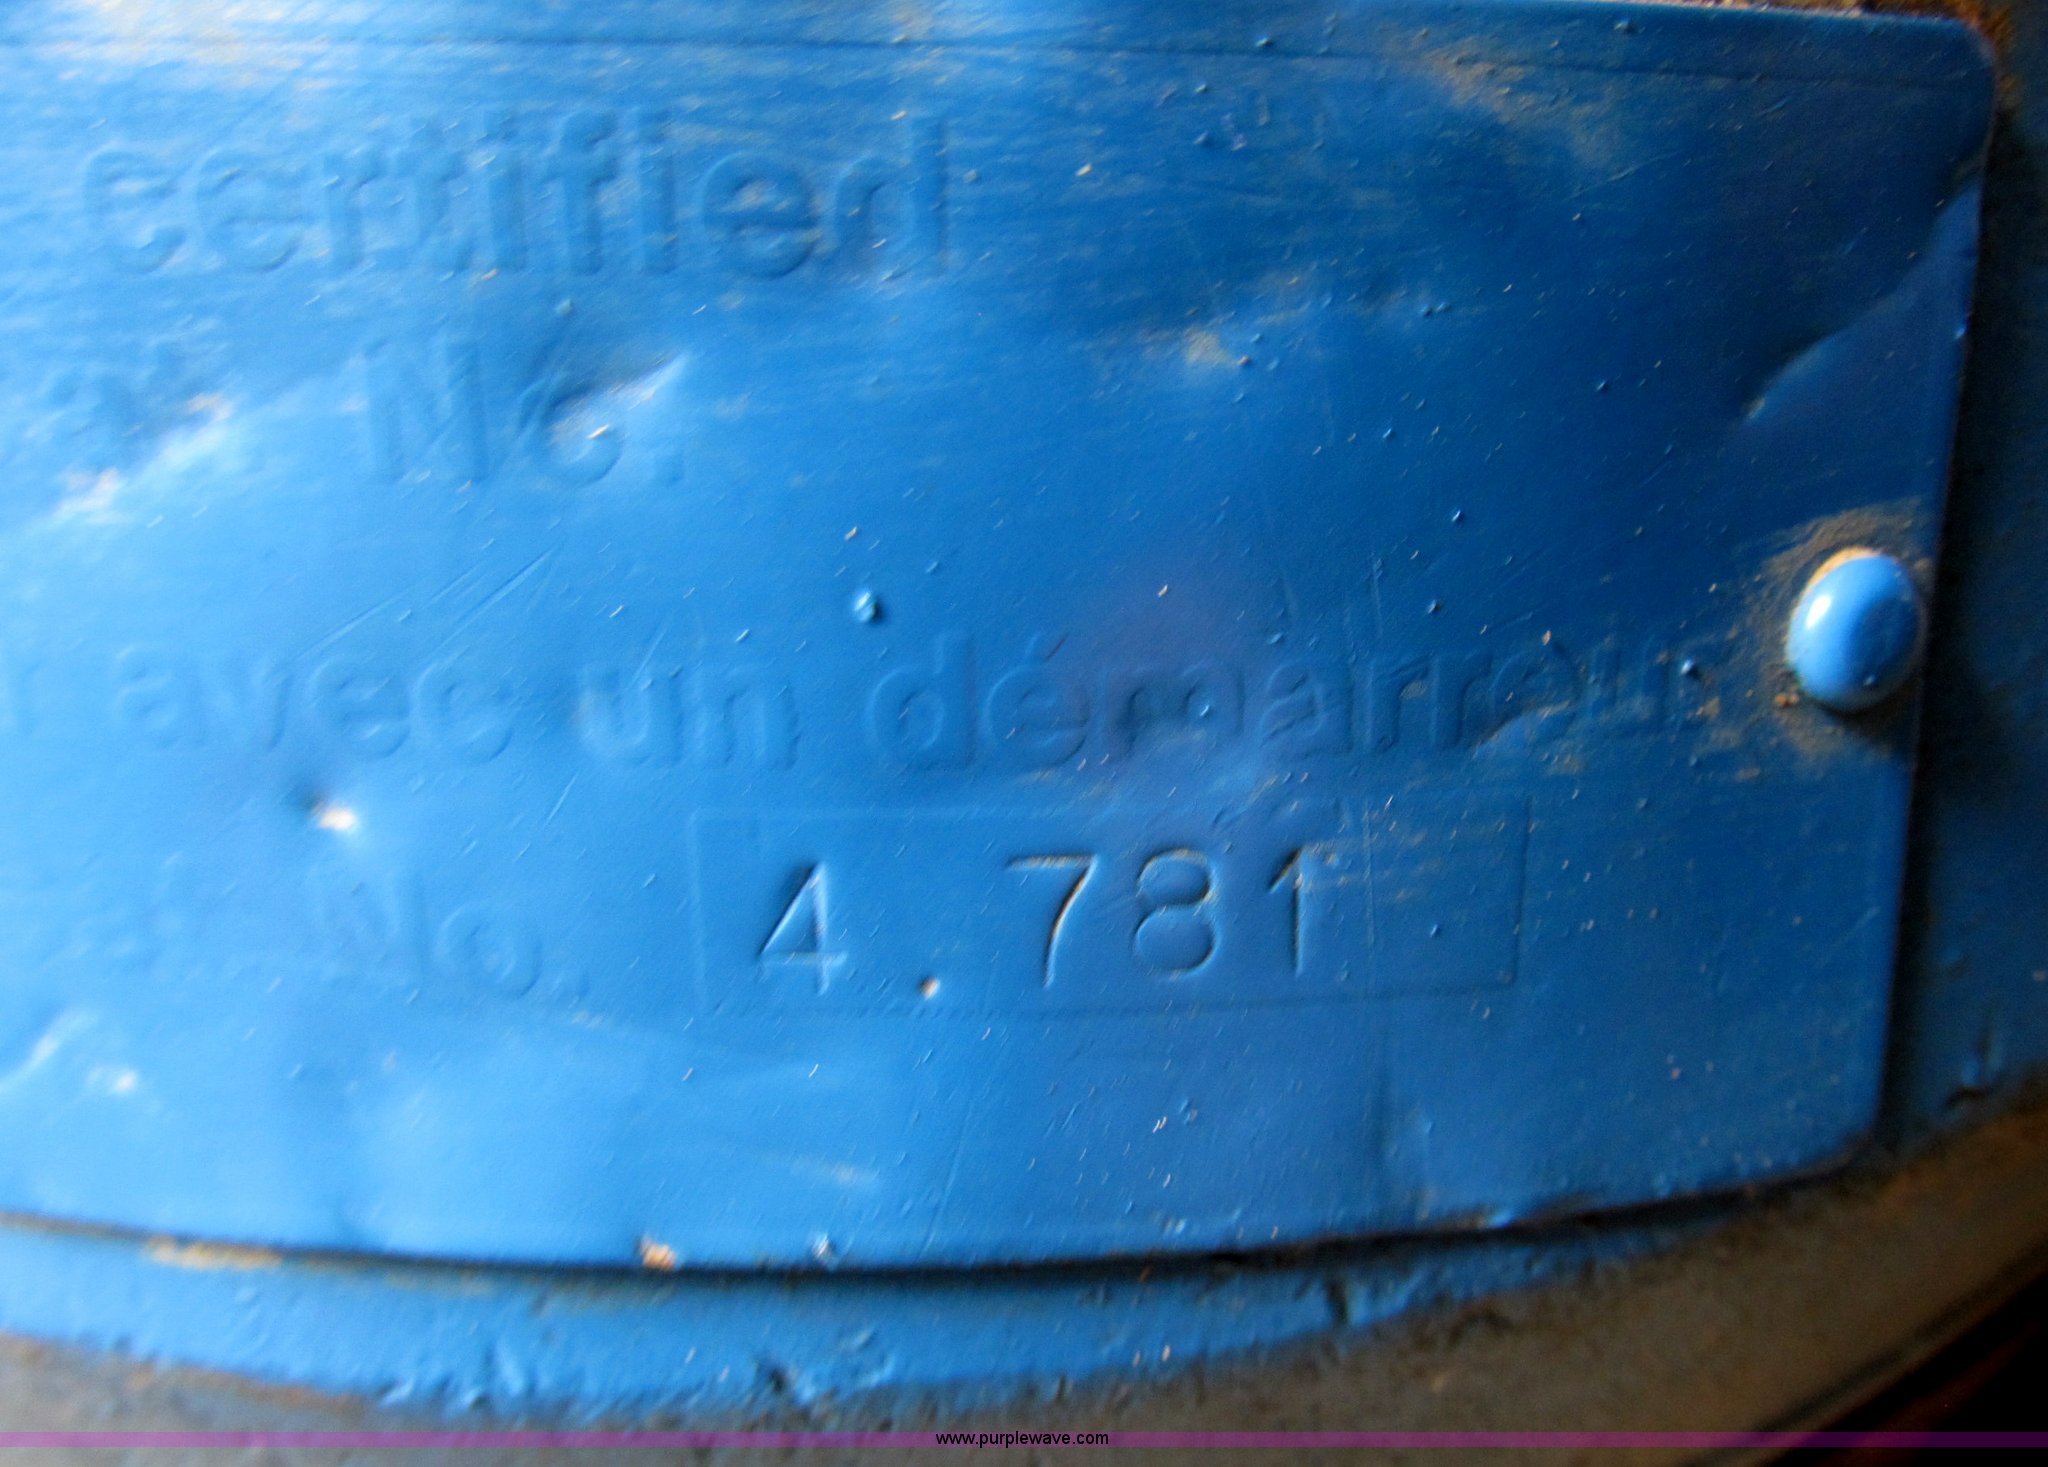 certified
No.
r avec un démarreur
No. 4.781
www.purplewave.com